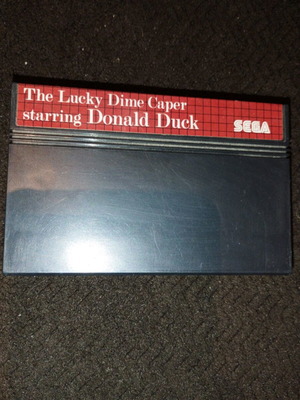 The Lucky Dime Caper
starring Donald Duck
SEGA